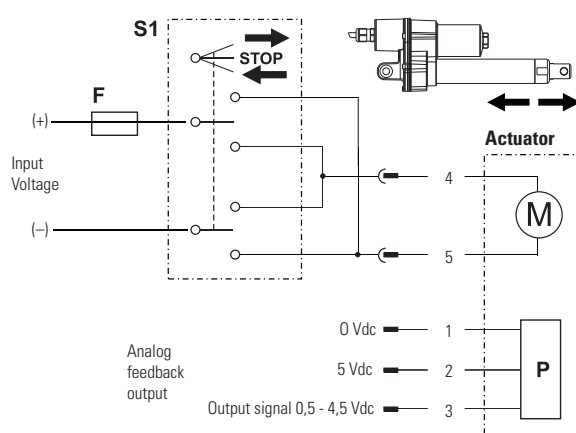 S1
STOP
F
(+)
Input
Voltage
(–)
Actuator
4
M
5
0 Vdc
1
Analog
feedback
output
5 Vdc
2
P
Output signal 0,5 - 4,5 Vdc
3